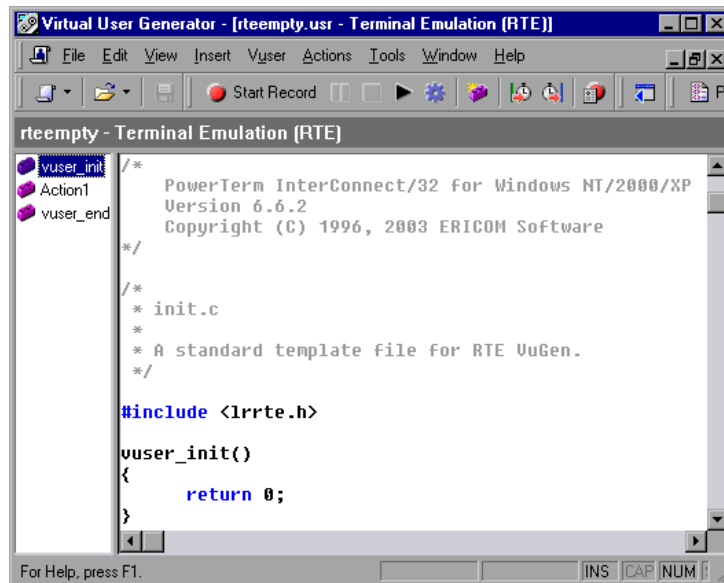 Virtual User Generator - [rteempty.usr - Terminal Emulation (RTE)]
File Edit View Insert Vuser Actions Tools Window Help
Start Record
rteempty - Terminal Emulation (RTE)
vuser_init
Action1
vuser_end
/*
PowerTerm InterConnect/32 for Windows NT/2000/XP
Version 6.6.2
Copyright (C) 1996, 2003 ERICOM Software
*/
/*
* init.c
*
* A standard template file for RTE VuGen.
*/
#include <lrrte.h>
vuser_init()
{
return 0;
}
For Help, press F1.
INS CAP NUM